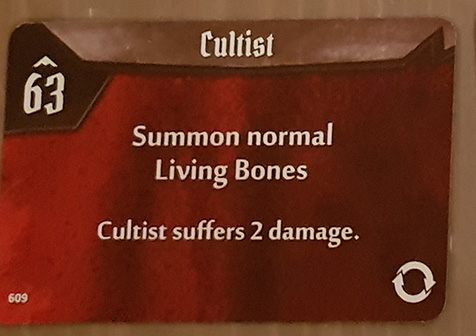 Cultist
63
Summon normal
Living Bones
Cultist suffers 2 damage.
609